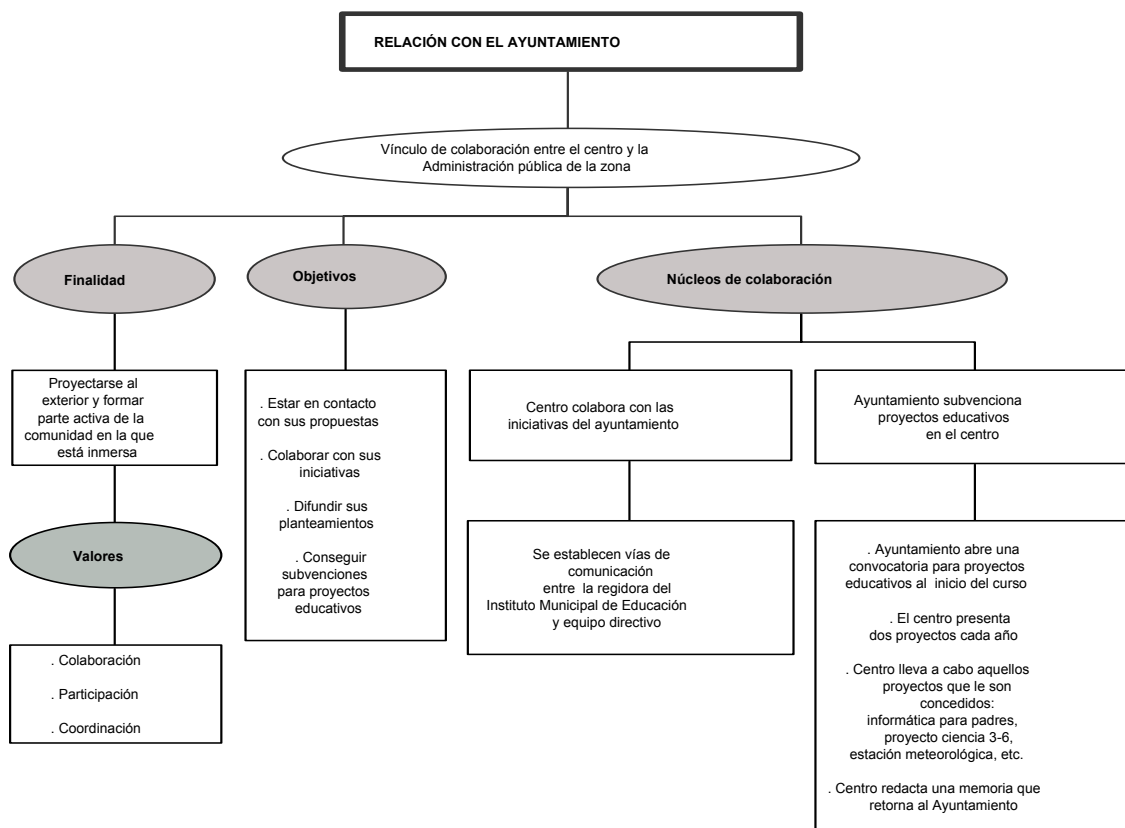 RELACIÓN CON EL AYUNTAMIENTO
Vínculo de colaboración entre el centro y la
Administración pública de la zona
Finalidad
Objetivos
Núcleos de colaboración
Proyectarse al
exterior y formar
parte activa de la
comunidad en la que
está inmersa
. Estar en contacto
con sus propuestas
. Colaborar con sus
iniciativas
. Difundir sus
planteamientos
. Conseguir
subvenciones
para proyectos
educativos
Centro colabora con las
iniciativas del ayuntamiento
Ayuntamiento subvenciona
proyectos educativos
en el centro
Valores
. Colaboración
. Participación
. Coordinación
Se establecen vías de
comunicación
entre la regidora del
Instituto Municipal de Educación
y equipo directivo
. Ayuntamiento abre una
convocatoria para proyectos
educativos al inicio del curso
. El centro presenta
dos proyectos cada año
. Centro lleva a cabo aquellos
proyectos que le son
concedidos:
informática para padres,
proyecto ciencia 3-6,
estación meteorológica, etc.
. Centro redacta una memoria que
retorna al Ayuntamiento